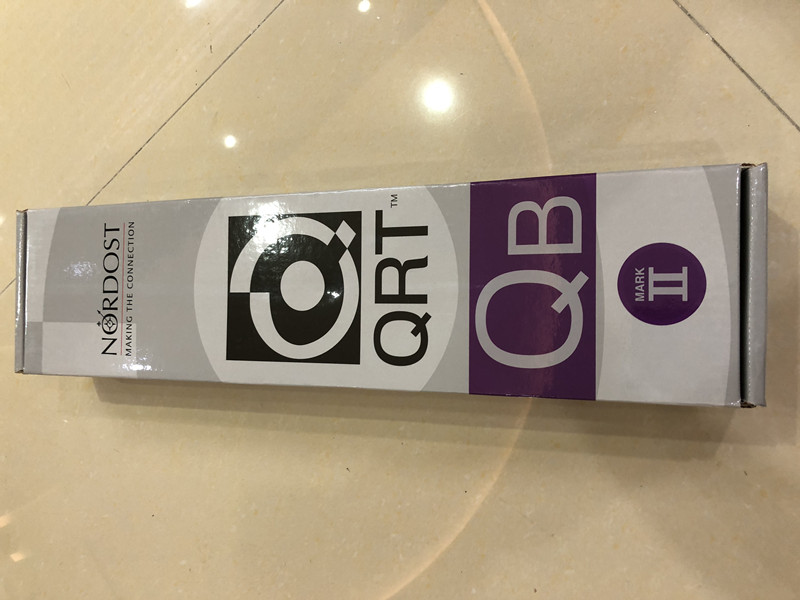 NORDOST
MAKING THE CONNECTION
QRT™
QB
MARK
II